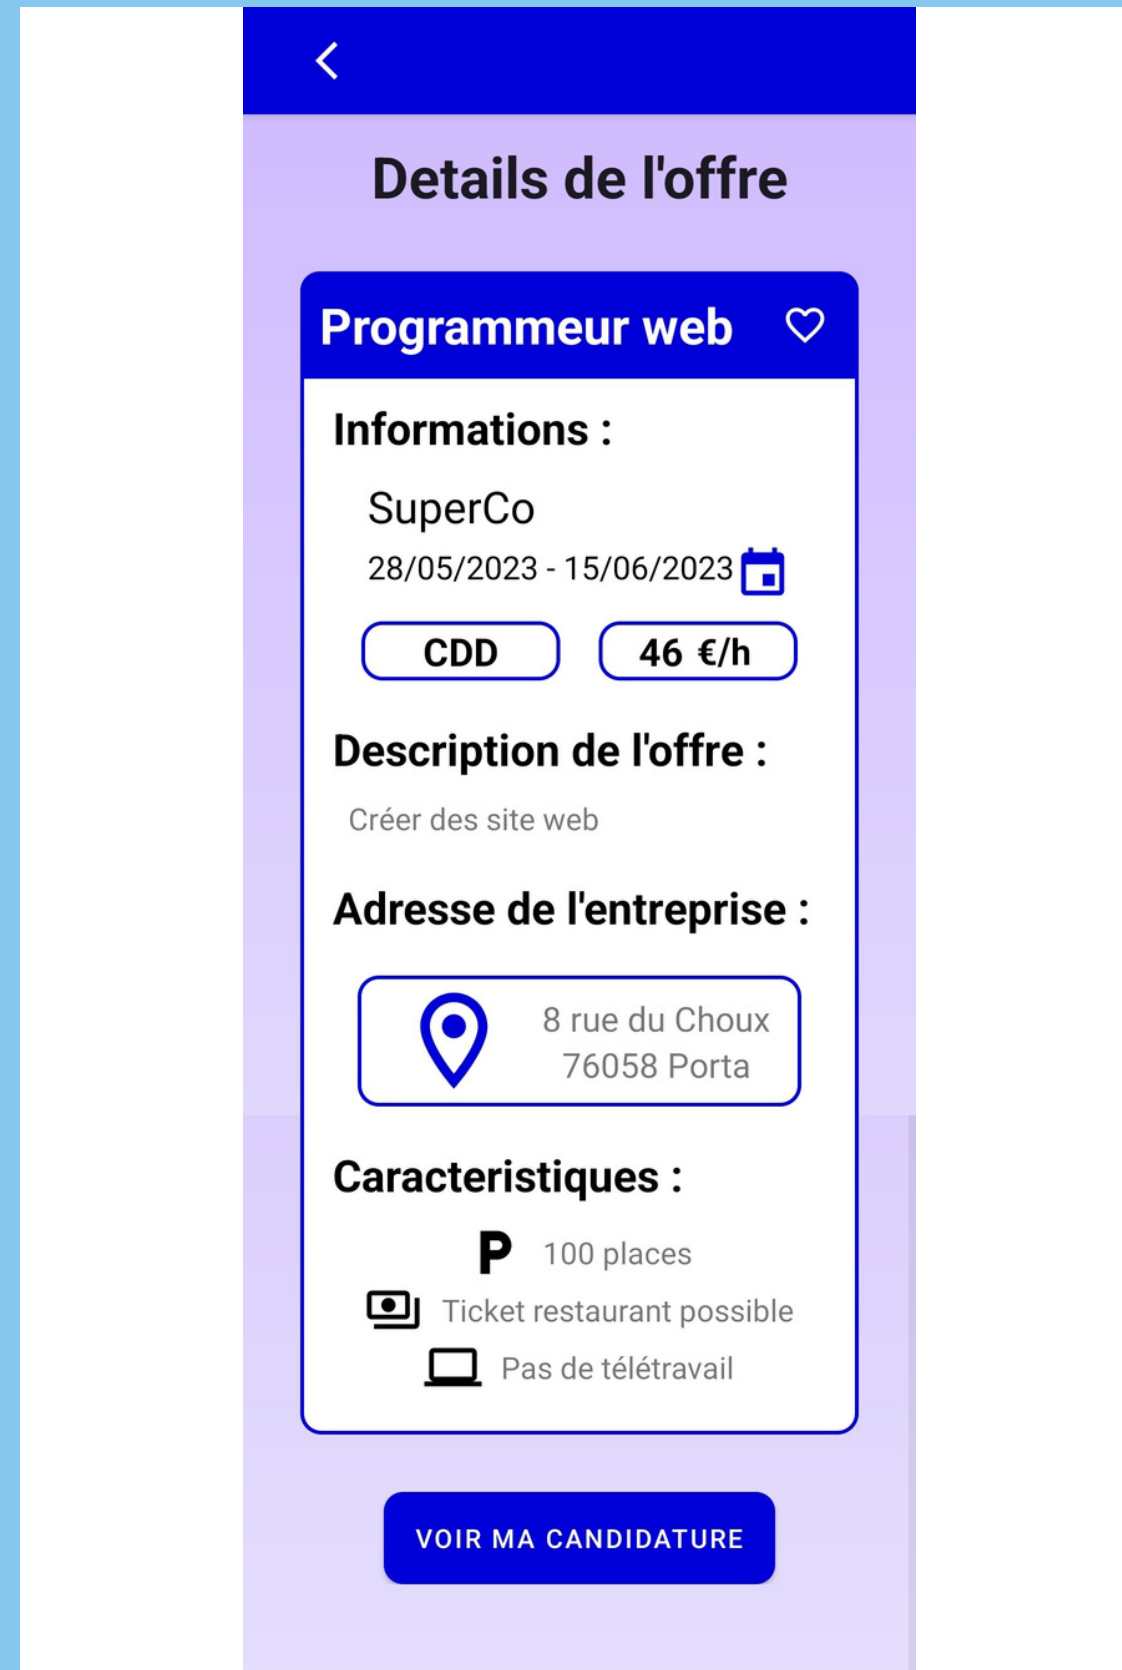 Details de l'offre
Programmeur web
Informations :
SuperCo
28/05/2023 - 15/06/2023
CDD
46 €/h
Description de l'offre :
Créer des site web
Adresse de l'entreprise :
8 rue du Choux
76058 Porta
Caracteristiques :
P 100 places
Ticket restaurant possible
Pas de télétravail
VOIR MA CANDIDATURE